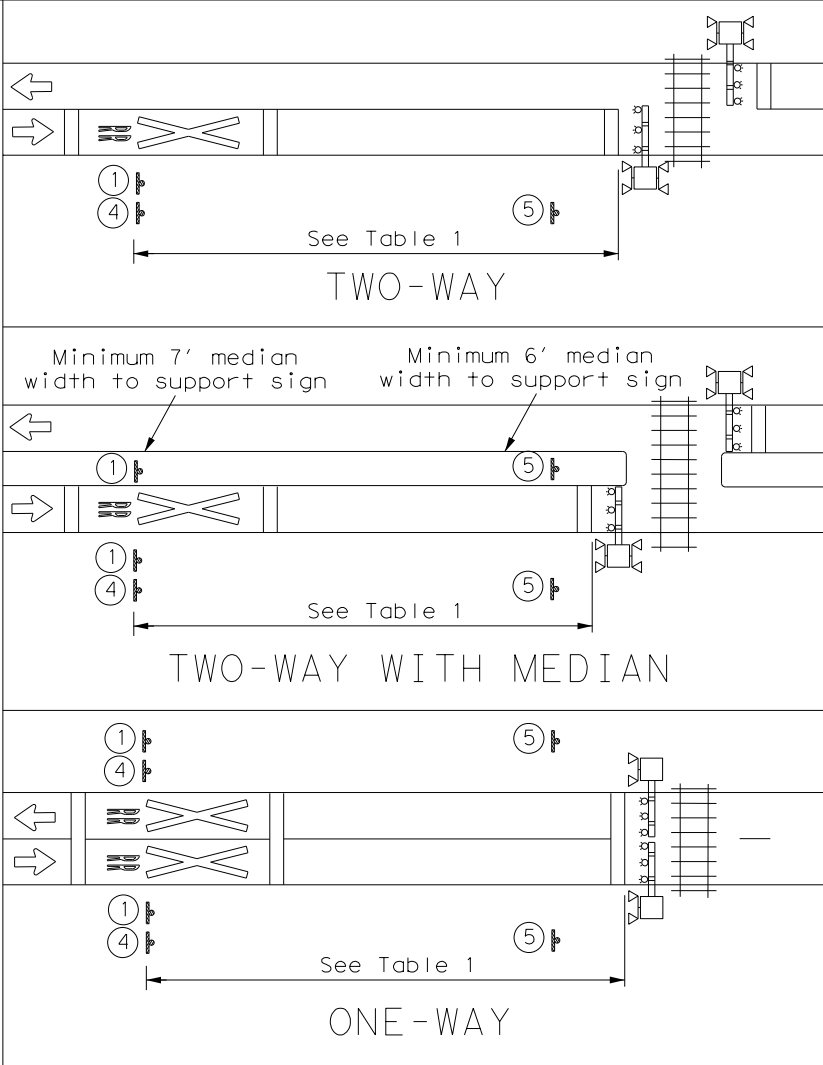 1
4
5
See Table 1
TWO-WAY
Minimum 7' median
width to support sign
Minimum 6' median
width to support sign
1
5
1
4
5
See Table 1
TWO-WAY WITH MEDIAN
1
5
4
1
4
5
See Table 1
ONE-WAY